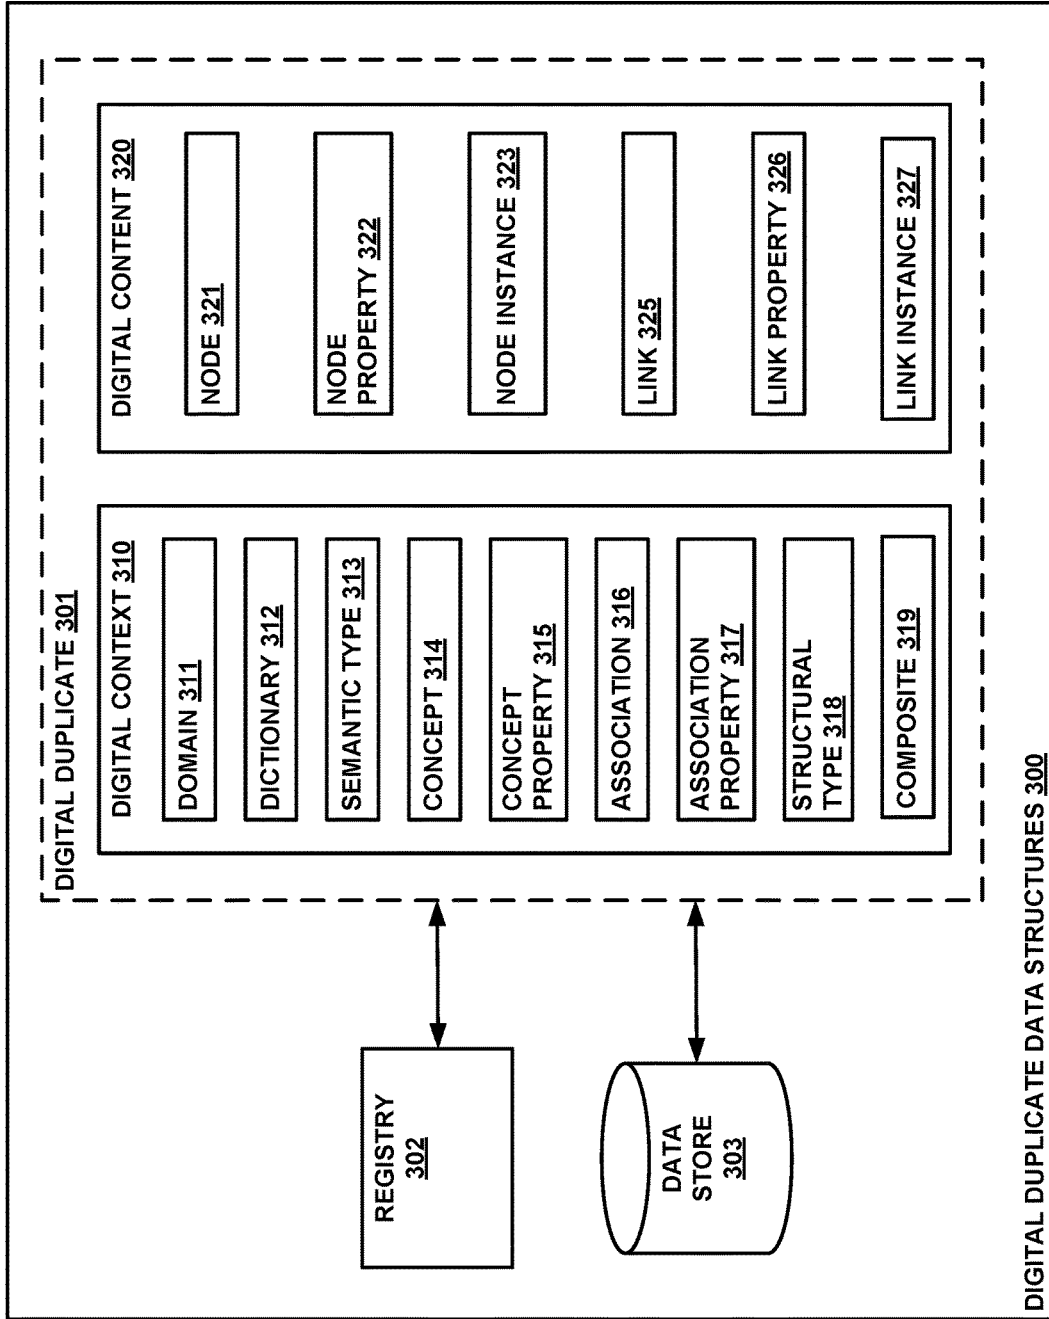 DIGITAL DUPLICATE 301
DIGITAL CONTEXT 310
DOMAIN 311
DICTIONARY 312
SEMANTIC TYPE 313
CONCEPT 314
CONCEPT
PROPERTY 315
ASSOCIATION 316
ASSOCIATION
PROPERTY 317
STRUCTURAL
TYPE 318
COMPOSITE 319
DIGITAL CONTENT 320
NODE 321
NODE
PROPERTY 322
NODE INSTANCE 323
LINK 325
LINK PROPERTY 326
LINK INSTANCE 327
REGISTRY
302
DATA
STORE
303
DIGITAL DUPLICATE DATA STRUCTURES 300